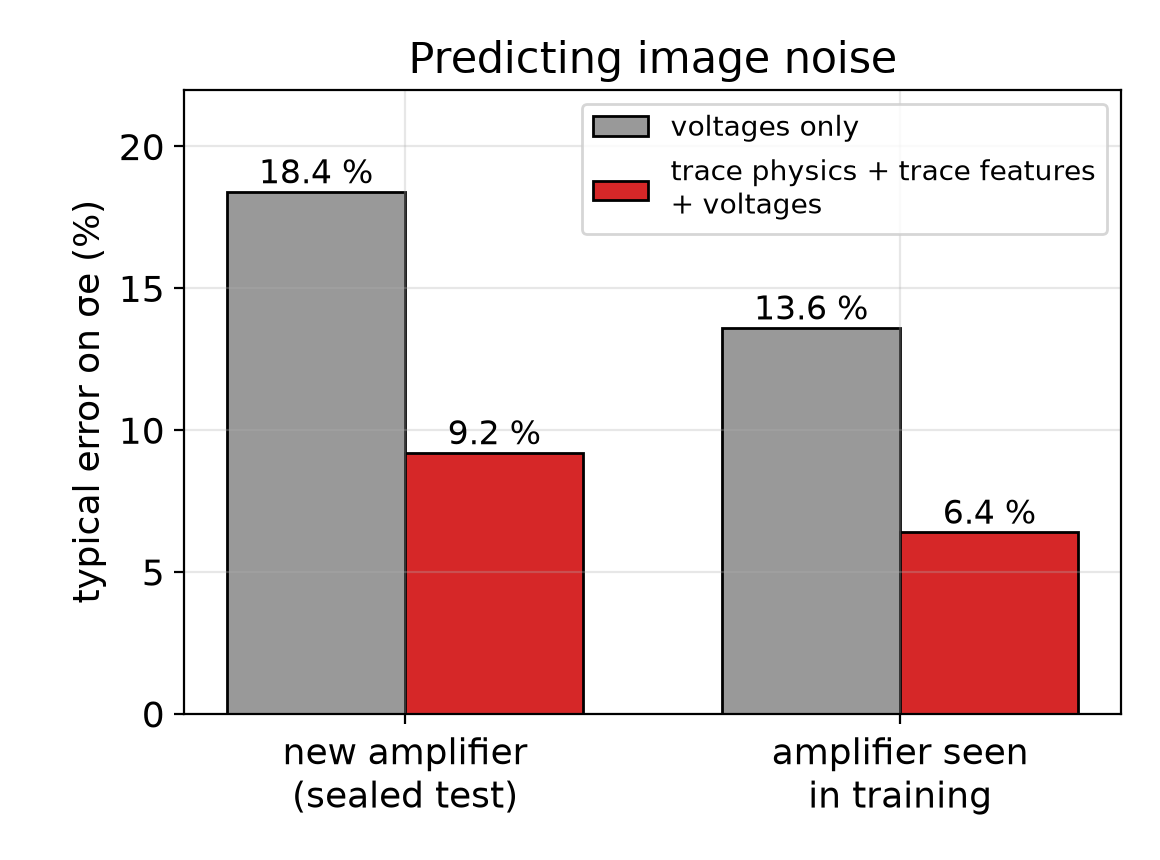 Predicting image noise
voltages only
trace physics + trace features
+ voltages
typical error on σe (%)
20
15
10
5
0
18.4 %
9.2 %
13.6 %
6.4 %
new amplifier
(sealed test)
amplifier seen
in training